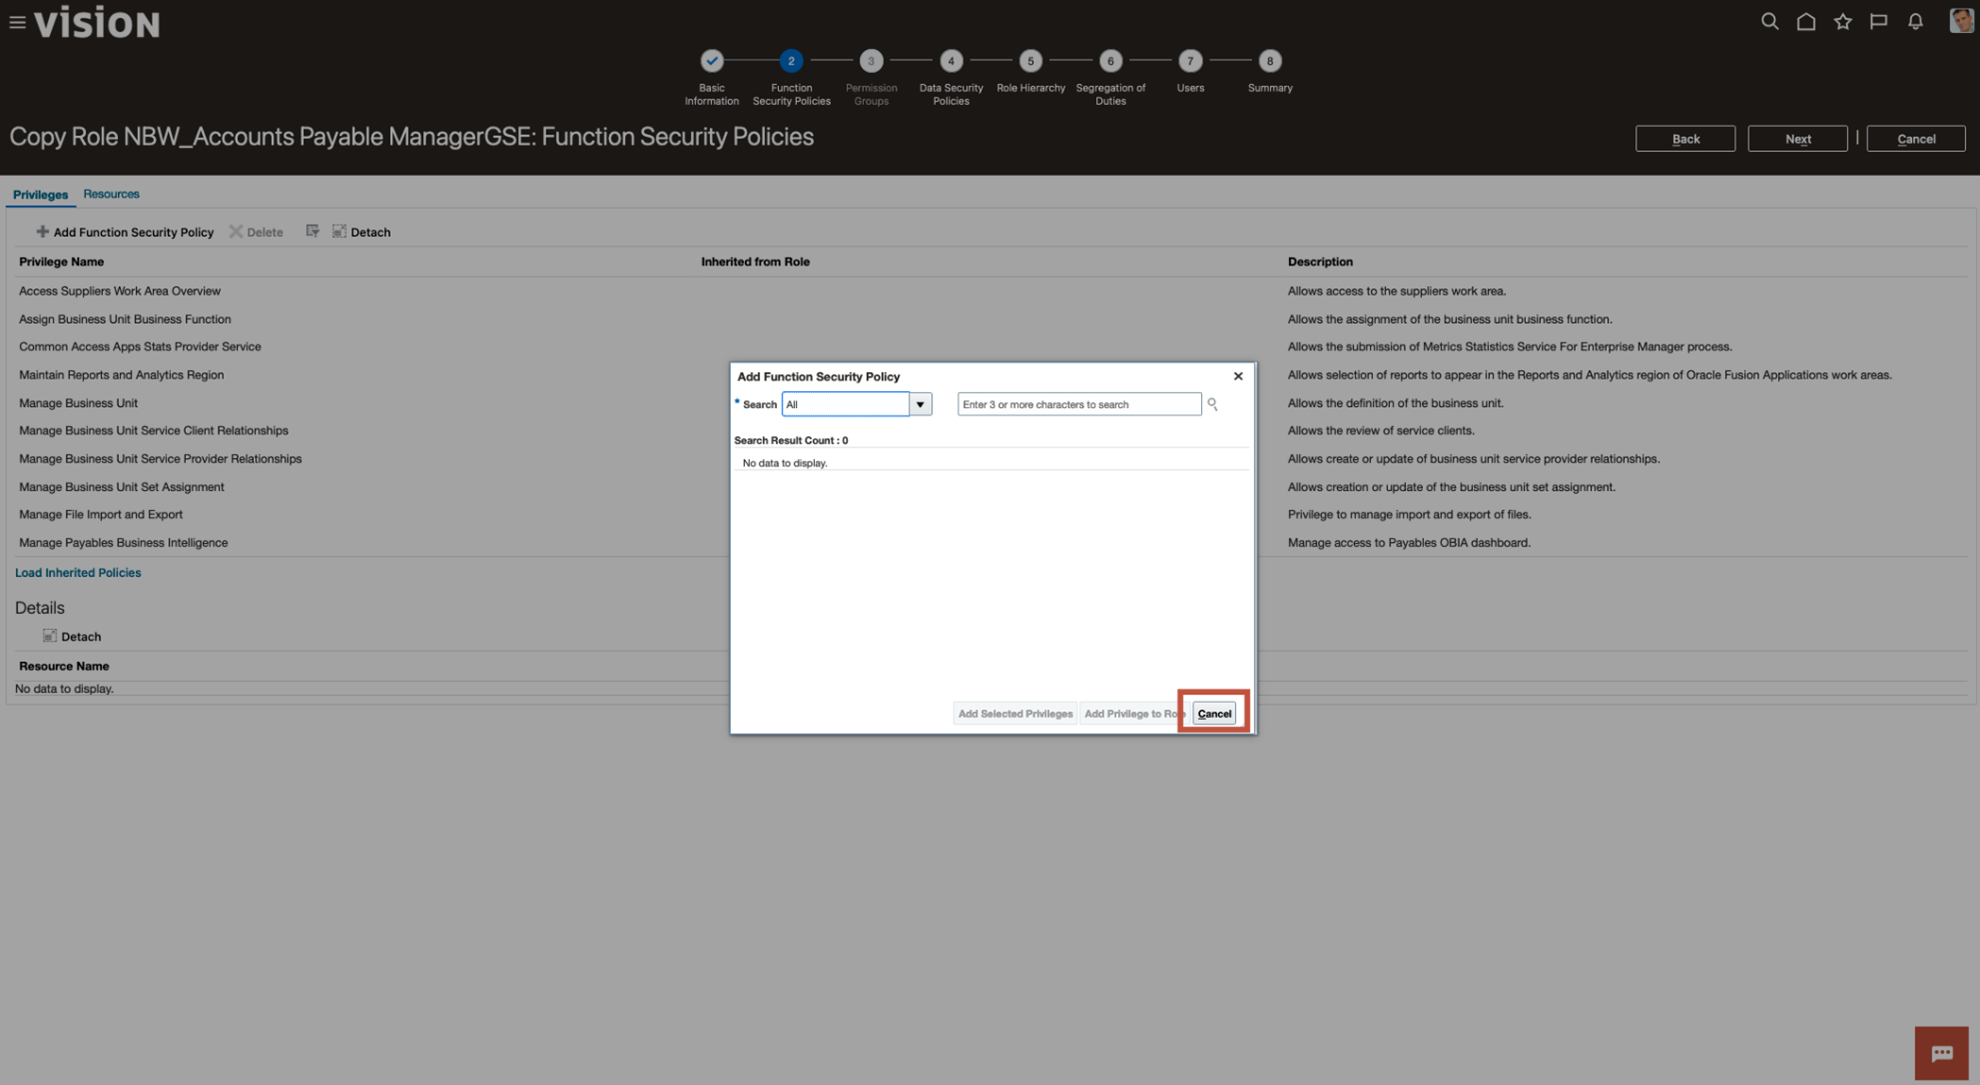 vision
2
3
4
5
6
7
8
Basic
Information
Function
Security Policies
Permission
Groups
Data Security
Policies
Role Hierarchy
Segregation of
Duties
Users
Summary
Copy Role NBW_Accounts Payable ManagerGSE: Function Security Policies
Back
Next
Cancel
Privileges
Resources
Add Function Security Policy
Delete
Detach
Privilege Name
Inherited from Role
Description
Access Suppliers Work Area Overview
Allows access to the suppliers work area.
Assign Business Unit Business Function
Allows the assignment of the business unit business function.
Common Access Apps Stats Provider Service
Allows the submission of Metrics Statistics Service For Enterprise Manager process.
Maintain Reports and Analytics Region
Allows selection of reports to appear in the Reports and Analytics region of Oracle Fusion Applications work areas.
Manage Business Unit
Allows the definition of the business unit.
Manage Business Unit Service Client Relationships
Allows the review of service clients.
Manage Business Unit Service Provider Relationships
Allows create or update of business unit service provider relationships.
Manage Business Unit Set Assignment
Allows creation or update of the business unit set assignment.
Manage File Import and Export
Privilege to manage import and export of files.
Manage Payables Business Intelligence
Manage access to Payables OBIA dashboard.
Load Inherited Policies
Details
Detach
Resource Name
No data to display.
Add Function Security Policy
* Search All
Enter 3 or more characters to search
Search Result Count : 0
No data to display.
Add Selected Privileges
Add Privilege to Role
Cancel